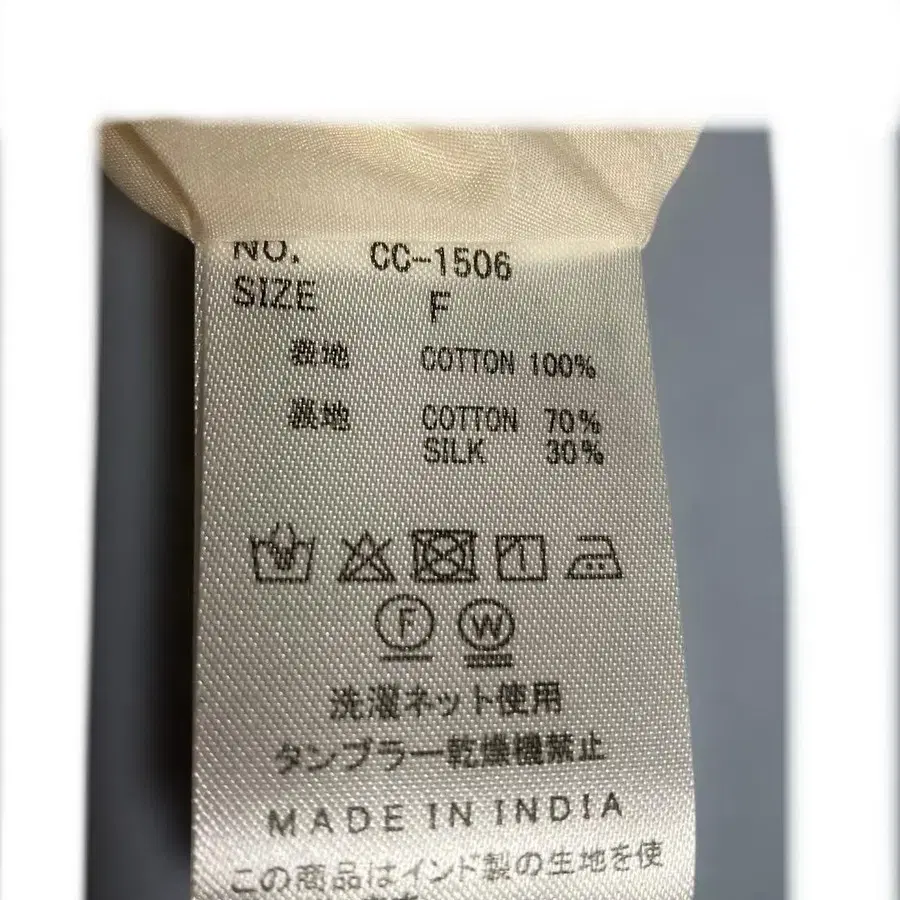 NO. CC-1506
SIZE F
表地 COTTON 100%
裏地 COTTON 70%
SILK 30%
F W
洗濯ネット使用
タンブラー乾燥機禁止
MADE IN INDIA
この商品はインド製の生地を使